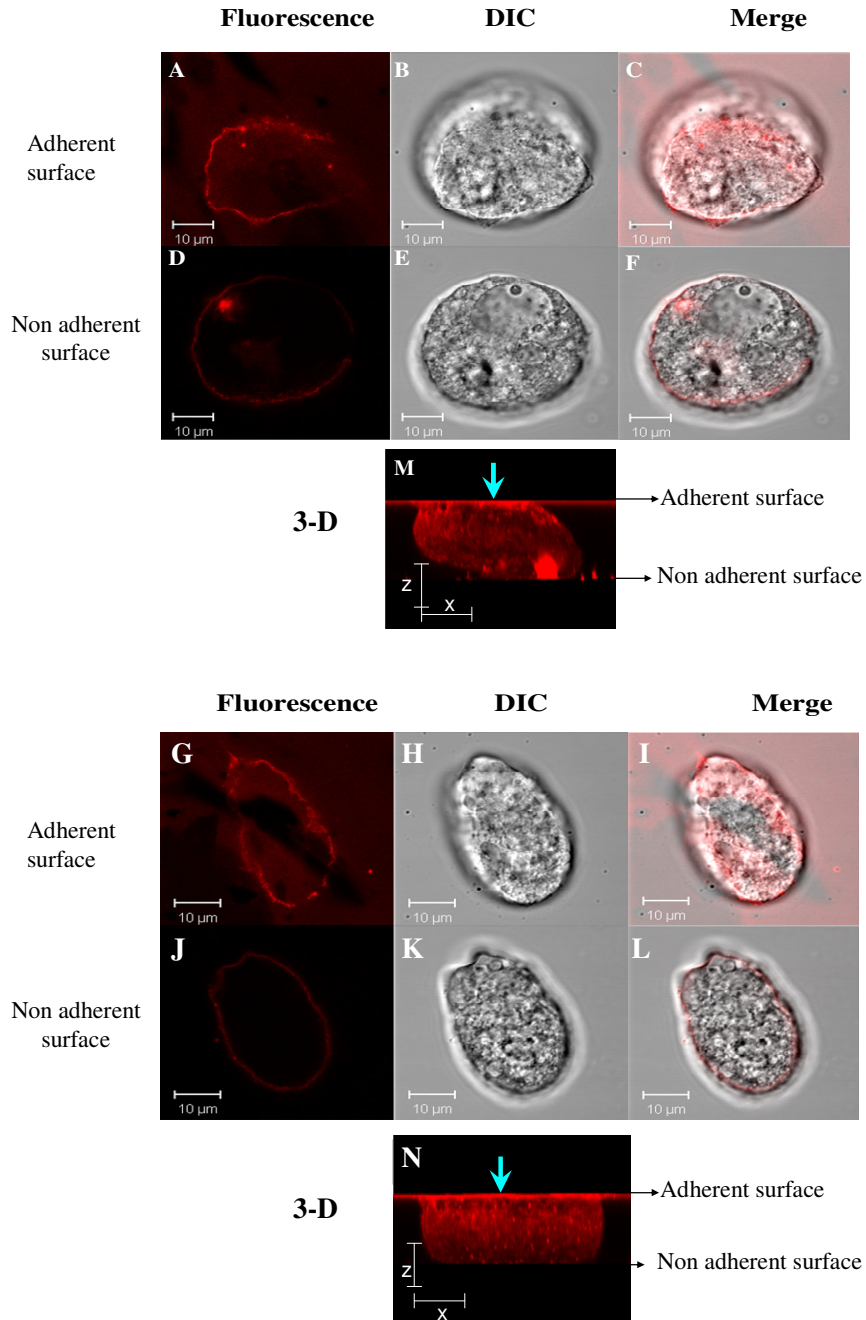 Fluorescence DIC Merge
A B C
Adherent
surface
10 µm 10 µm 10 µm
D E F
Non adherent
surface
10 µm 10 µm 10 µm
M
Adherent surface
3-D
Non adherent surface
z
x
Fluorescence DIC Merge
G H I
Adherent
surface
10 µm 10 µm 10 µm
J K L
Non adherent
surface
10 µm 10 µm 10 µm
N
Adherent surface
3-D
Non adherent surface
z
x